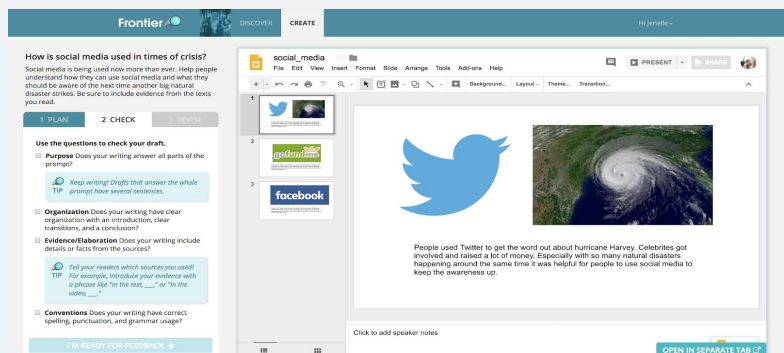 Frontier
DISCOVER
CREATE
Hi Jenelle
How is social media used in times of crisis?
Social media is being used now more than ever. Help people
understand how they can use social media and what they
should be aware of the next time another big natural
disaster strikes. Be sure to include evidence from the texts
you read.
1 PLAN
2 CHECK
3 REVISE
Use the questions to check your draft.
Purpose Does your writing answer all parts of the
prompt?
TIP
Keep writing! Drafts that answer the whole
prompt have several sentences.
Organization Does your writing have clear
organization with an introduction, clear
transitions, and a conclusion?
Evidence/Elaboration Does your writing include
details or facts from the sources?
TIP
Tell your readers which sources you used!
For example, introduce your evidence with
a phrase like "In the text, ___," or "In the
video, ___."
Conventions Does your writing have correct
spelling, punctuation, and grammar usage?
I'M READY FOR FEEDBACK →
social_media
File Edit View Insert Format Slide Arrange Tools Add-ons Help
PRESENT
SHARE
Background... Layout Theme... Transition...
1
2
gofundme
3
facebook
People used Twitter to get the word out about hurricane Harvey. Celebrites got
involved and raised a lot of money. Especially with so many natural disasters
happening around the same time it was helpful for people to use social media to
keep the awareness up.
Click to add speaker notes
OPEN IN SEPARATE TAB